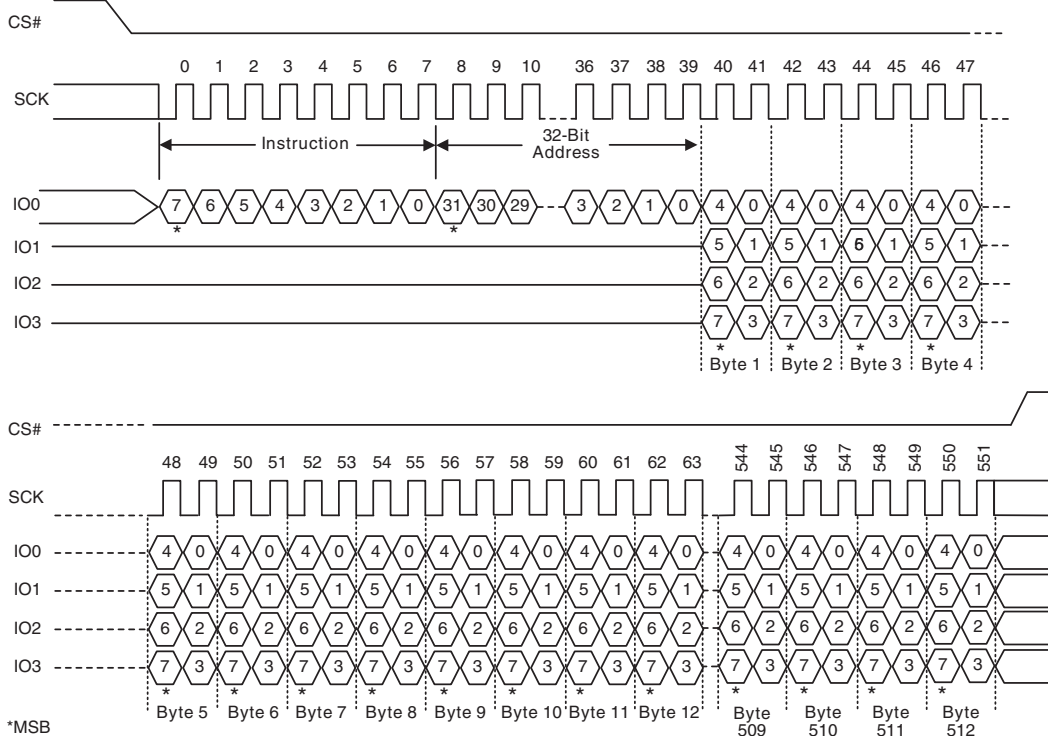 CS#
0 1 2 3 4 5 6 7 8 9 10 36 37 38 39 40 41 42 43 44 45 46 47
SCK
Instruction 32-Bit
Address
IO0 7 6 5 4 3 2 1 0 31 30 29 3 2 1 0 4 0 4 0 4 0 4 0
* *
IO1 5 1 5 1 6 1 5 1
IO2 6 2 6 2 6 2 6 2
IO3 7 3 7 3 7 3 7 3
* * * *
Byte 1 Byte 2 Byte 3 Byte 4
CS#
48 49 50 51 52 53 54 55 56 57 58 59 60 61 62 63 544 545 546 547 548 549 550 551
SCK
IO0 4 0 4 0 4 0 4 0 4 0 4 0 4 0 4 0 4 0 4 0 4 0 4 0
IO1 5 1 5 1 5 1 5 1 5 1 5 1 5 1 5 1 5 1 5 1 5 1 5 1
IO2 6 2 6 2 6 2 6 2 6 2 6 2 6 2 6 2 6 2 6 2 6 2 6 2
IO3 7 3 7 3 7 3 7 3 7 3 7 3 7 3 7 3 7 3 7 3 7 3 7 3
* * * * * * * * * * * *
Byte 5 Byte 6 Byte 7 Byte 8 Byte 9 Byte 10 Byte 11 Byte 12 Byte Byte Byte Byte
509 510 511 512
*MSB